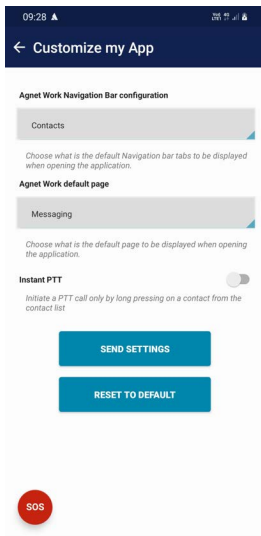 09:28
Customize my App
Agnet Work Navigation Bar configuration
Contacts
Choose what is the default Navigation bar tabs to be displayed
when opening the application.
Agnet Work default page
Messaging
Choose what is the default page to be displayed when opening
the application.
Instant PTT
Initiate a PTT call only by long pressing on a contact from the
contact list
SEND SETTINGS
RESET TO DEFAULT
SOS